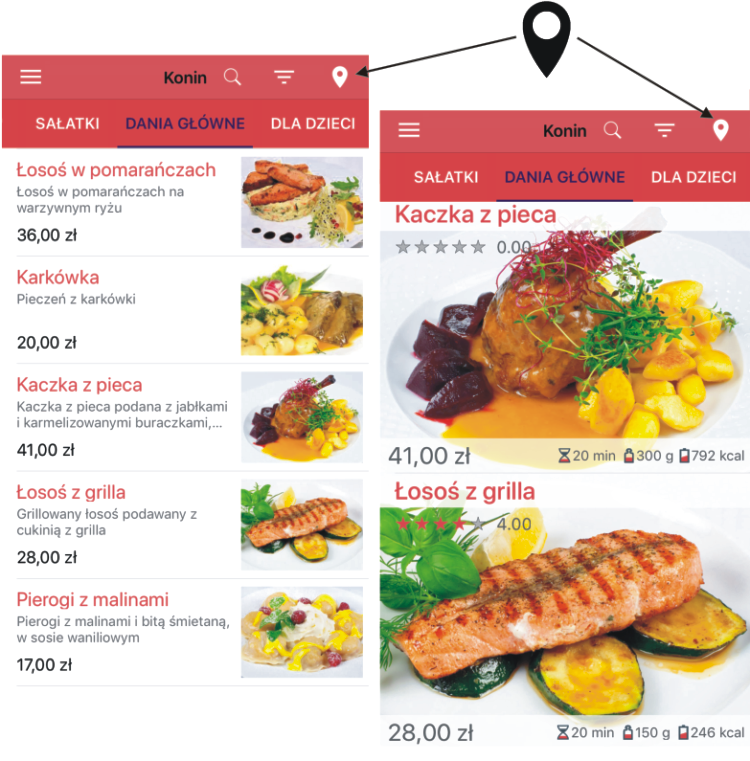 Konin
SAŁATKI DANIA GŁÓWNE DLA DZIECI
Łosoś w pomarańczach
Łosoś w pomarańczach na
warzywnym ryżu
36,00 zł
Karkówka
Pieczeń z karkówki
20,00 zł
Kaczka z pieca
Kaczka z pieca podana z jabłkami
i karmelizowanymi buraczkami,...
41,00 zł
Łosoś z grilla
Grillowany łosoś podawany z
cukinią z grilla
28,00 zł
Pierogi z malinami
Pierogi z malinami i bitą śmietaną,
w sosie waniliowym
17,00 zł
Konin
SAŁATKI DANIA GŁÓWNE DLA DZIECI
Kaczka z pieca
0.00
41,00 zł 20 min 300 g 792 kcal
Łosoś z grilla
4.00
28,00 zł 20 min 150 g 246 kcal